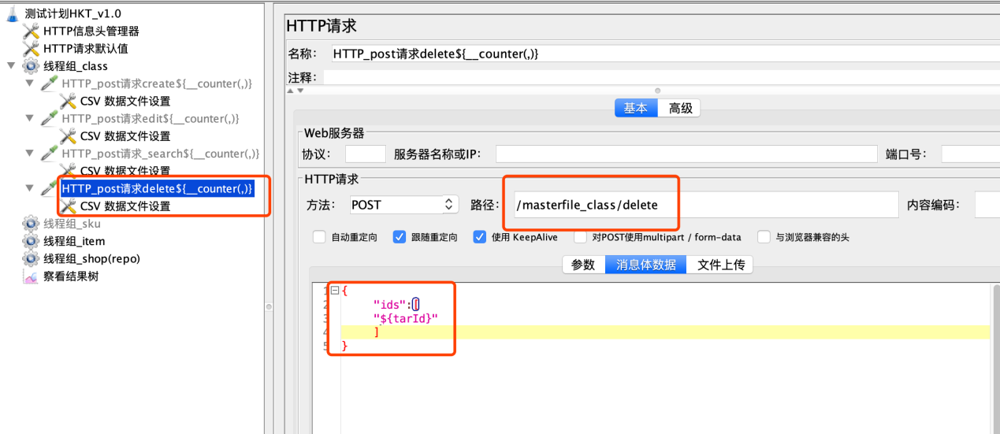 测试计划HKT_v1.0
HTTP信息头管理器
HTTP请求默认值
线程组_class
HTTP_post请求create${__counter(,)}
CSV 数据文件设置
HTTP_post请求edit${__counter(,)}
CSV 数据文件设置
HTTP_post请求_search${__counter(,)}
CSV 数据文件设置
HTTP_post请求delete${__counter(,)}
CSV 数据文件设置
线程组_sku
线程组_item
线程组_shop(repo)
察看结果树
HTTP请求
名称: HTTP_post请求delete${__counter(,)}
注释:
基本 高级
Web服务器
协议: 服务器名称或IP: 端口号:
HTTP请求
方法: POST 路径: /masterfile_class/delete 内容编码:
自动重定向 跟随重定向 使用 KeepAlive 对POST使用multipart / form-data 与浏览器兼容的头
参数 消息体数据 文件上传
1 {
2 "ids":[
3 "${tarId}"
4 ]
5 }